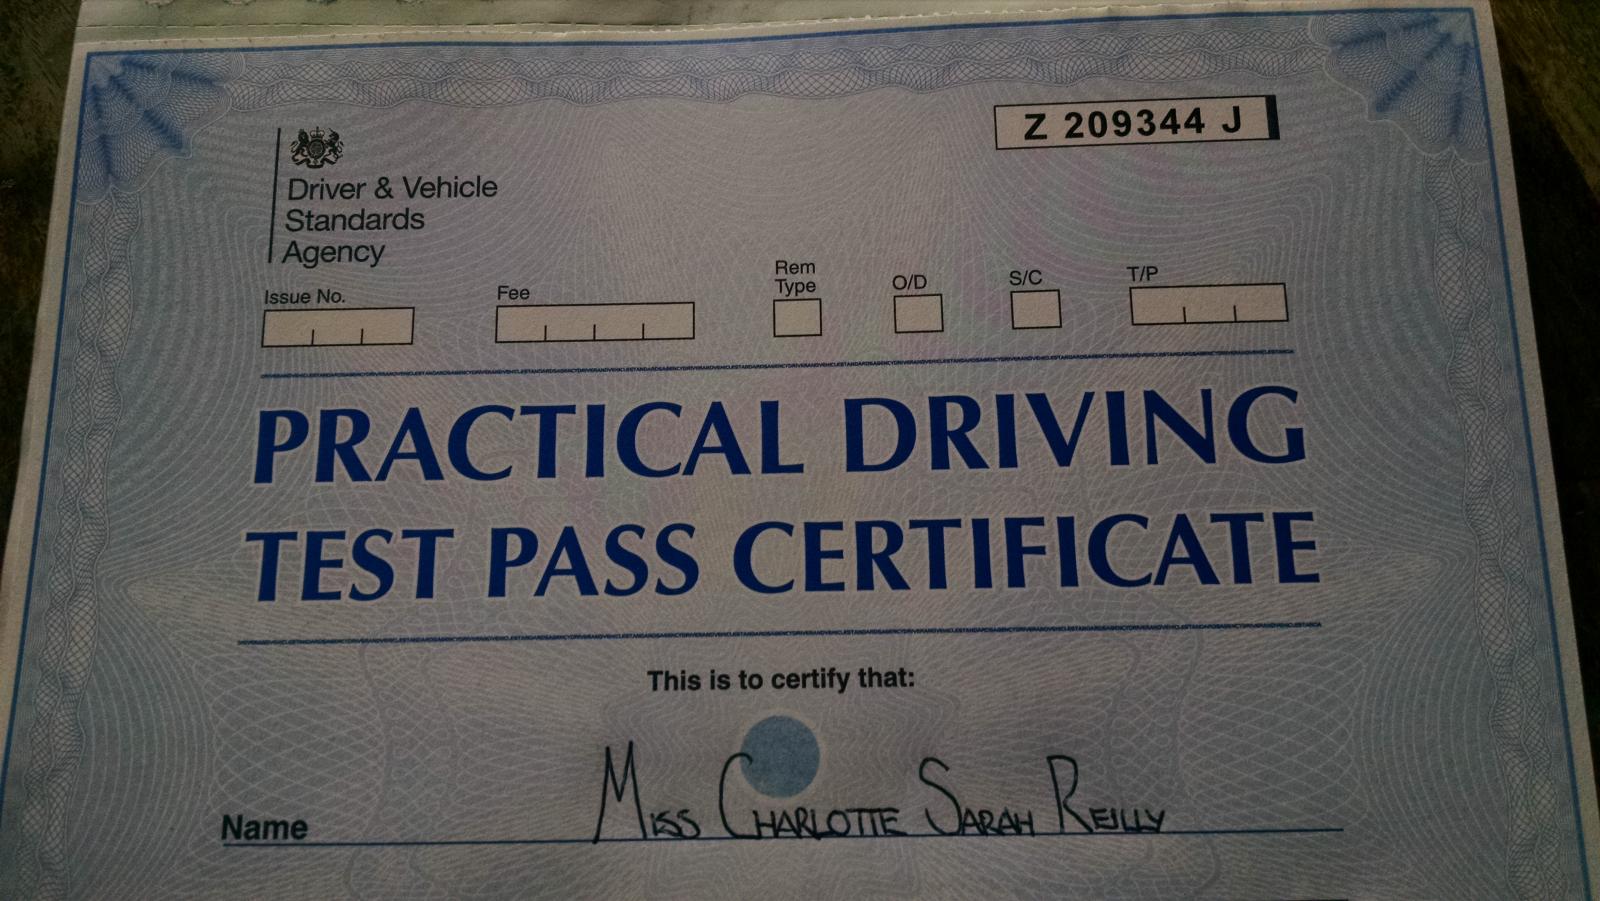 Z 209344 J
Driver & Vehicle
Standards
Agency
Issue No.
Fee
Rem
Type
O/D
S/C
T/P
PRACTICAL DRIVING
TEST PASS CERTIFICATE
This is to certify that:
Name MISS CHARLOTTE SARAH REILLY